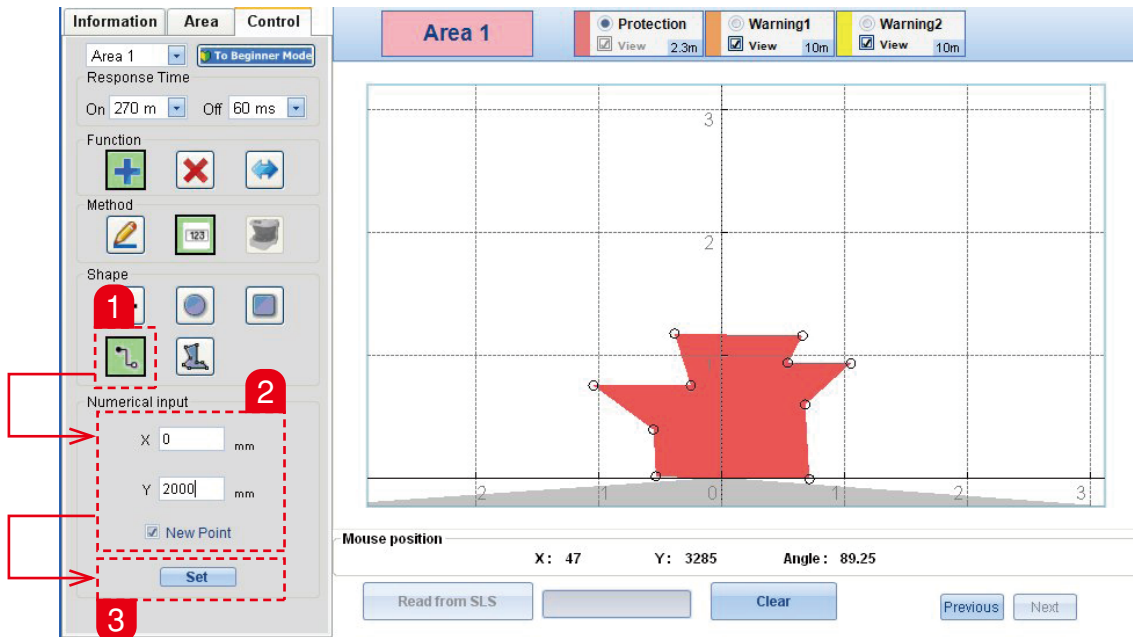 Information Area Control
Area 1 To Beginner Mode
Response Time
On 270 m Off 60 ms
Function
Method
123
Shape
1
2
Numerical input
X 0 mm
Y 2000 mm
New Point
Set
3
Area 1
Protection
View 2.3m
Warning1
View 10m
Warning2
View 10m
3
2
1
2 1 0 1 2 3
Mouse position
X: 47 Y: 3285 Angle: 89.25
Read from SLS Clear Previous Next